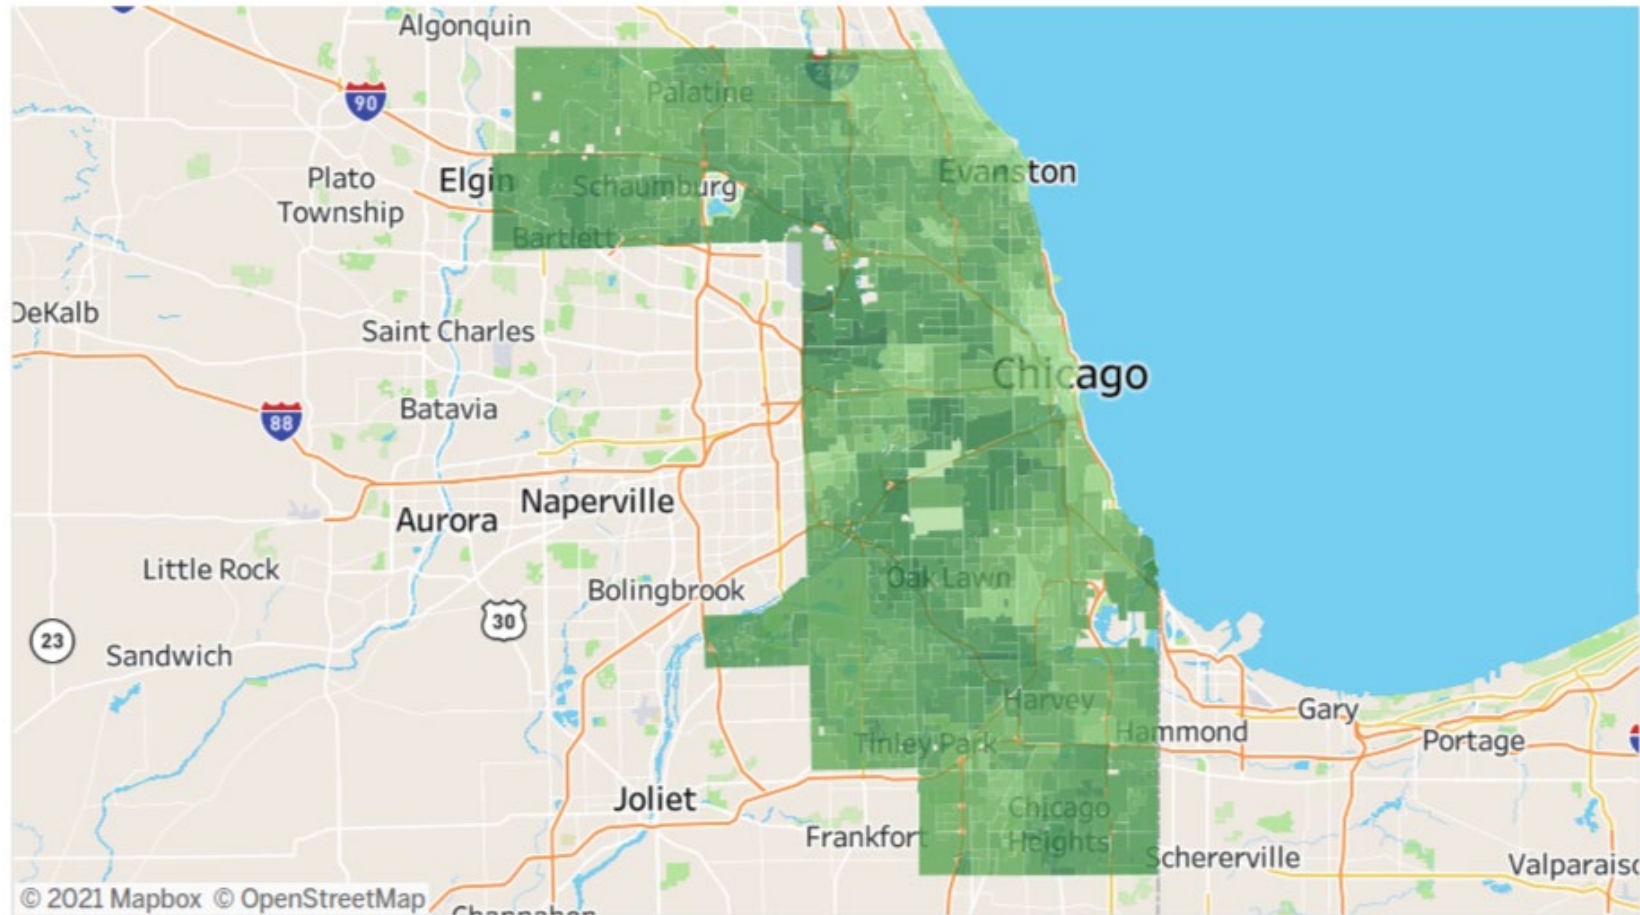 Algonquin
90
294
Palatine
Plato
Township
Elgin
Schaumburg
Evanston
Bartlett
DeKalb
Saint Charles
Chicago
Batavia
88
Naperville
Aurora
Little Rock
Bolingbrook
Oak Lawn
30
23
Sandwich
Harvey
Gary
Hammond
Tinley Park
Portage
Joliet
Chicago
Heights
Frankfort
Schererville
Valparaiso
© 2021 Mapbox © OpenStreetMap
Channahon